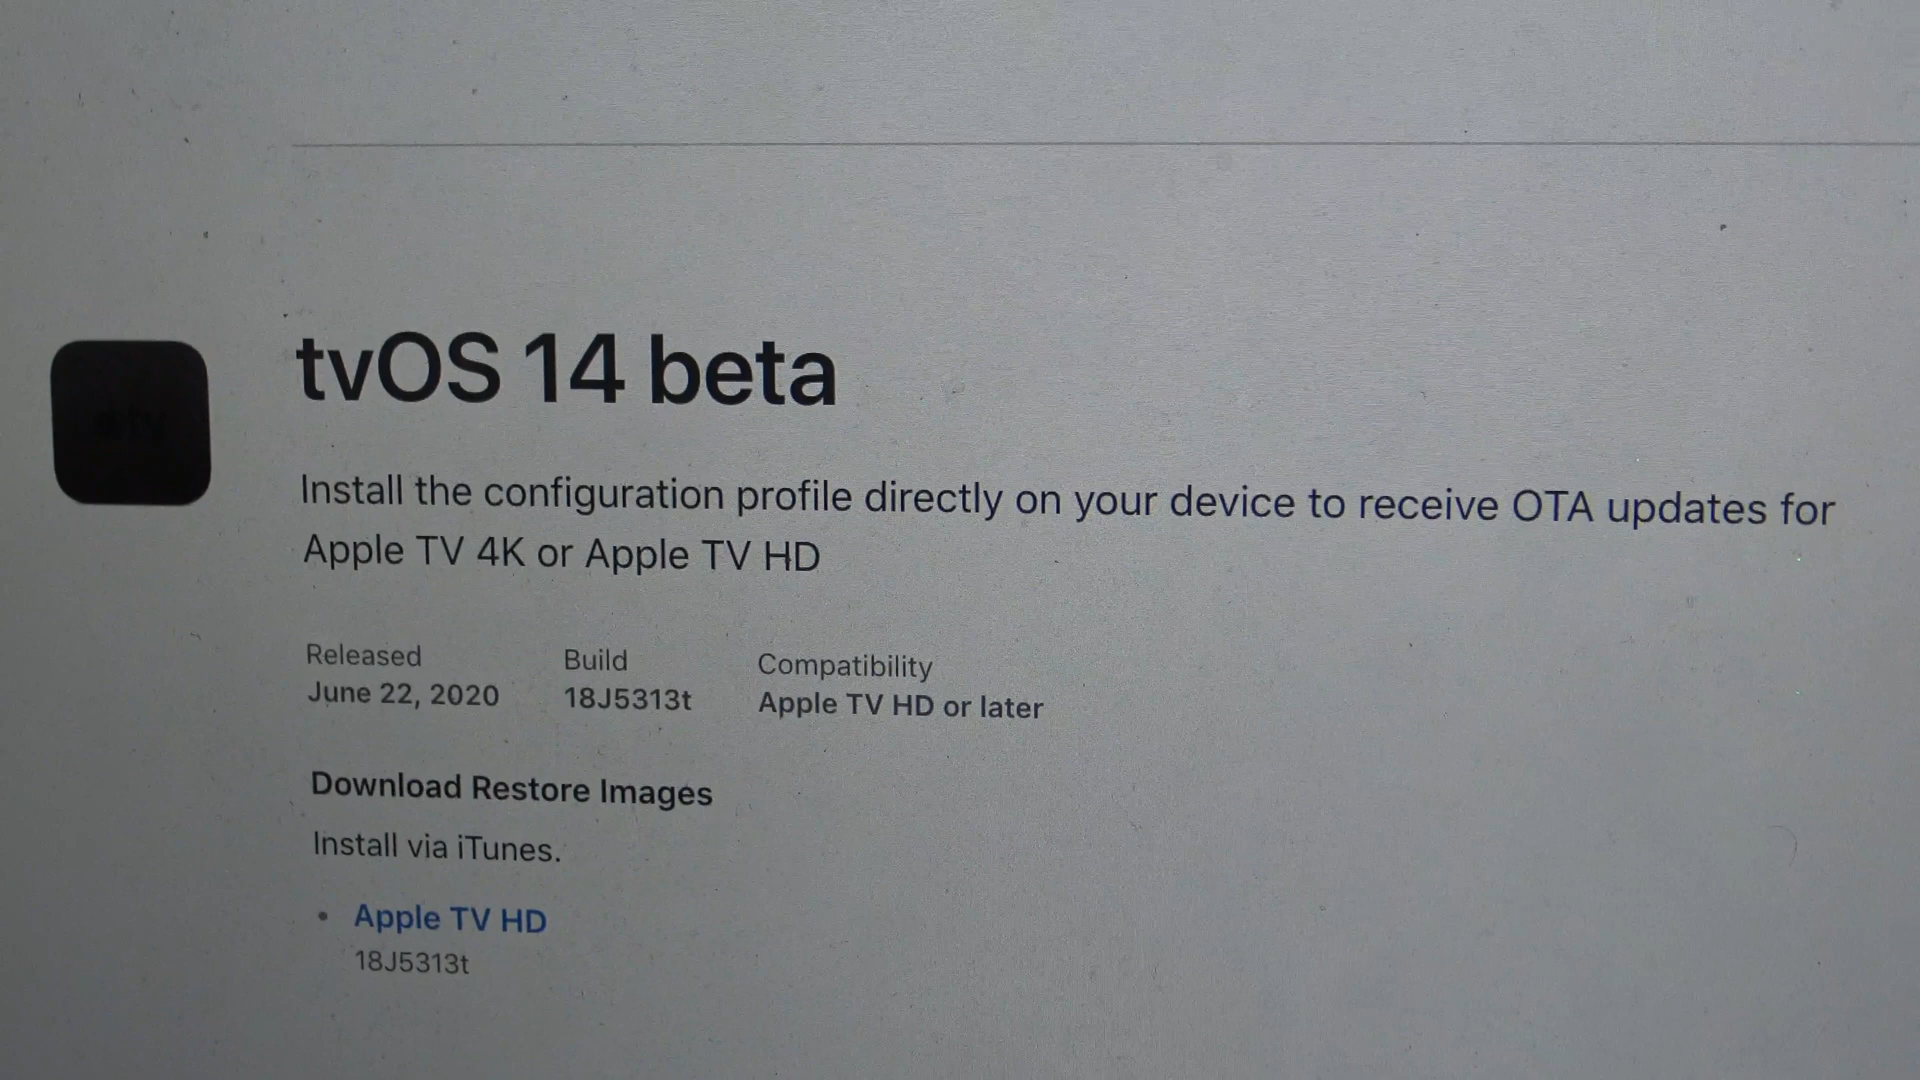 tvOS 14 beta
Install the configuration profile directly on your device to receive OTA updates for
Apple TV 4K or Apple TV HD
Released Build Compatibility
June 22, 2020 18J5313t Apple TV HD or later
Download Restore Images
Install via iTunes.
• Apple TV HD
18J5313t